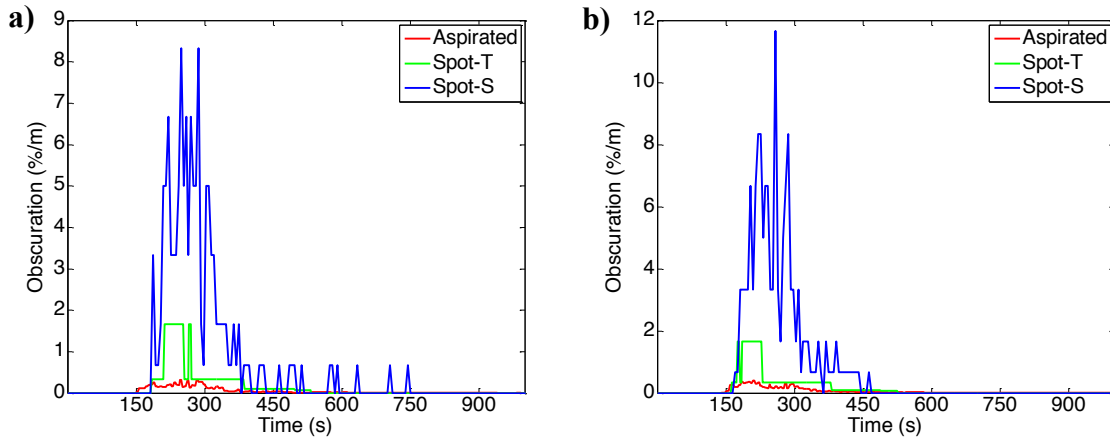 a)
Obscuration (%/m)
9
8
7
6
5
4
3
2
1
0
150 300 450 600 750 900
Time (s)
Aspirated
Spot-T
Spot-S
b)
Obscuration (%/m)
12
10
8
6
4
2
0
150 300 450 600 750 900
Time (s)
Aspirated
Spot-T
Spot-S